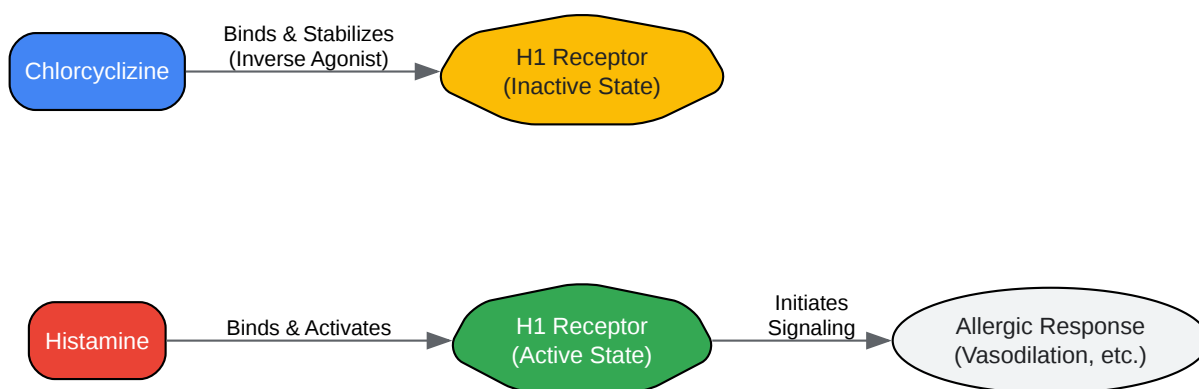 Chlorcyclizine
Binds & Stabilizes
(Inverse Agonist)
H1 Receptor
(Inactive State)
Histamine
Binds & Activates
H1 Receptor
(Active State)
Initiates
Signaling
Allergic Response
(Vasodilation, etc.)